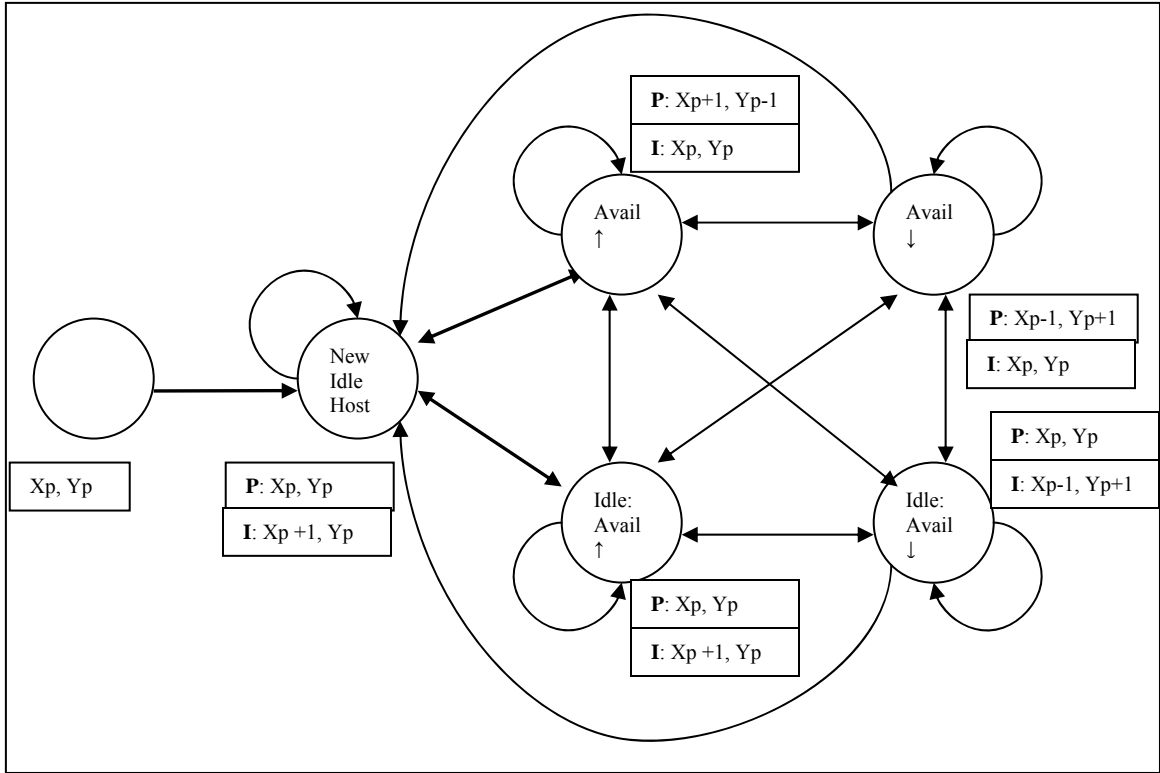 P: Xp+1, Yp-1
I: Xp, Yp
Avail
↑
Avail
↓
P: Xp-1, Yp+1
I: Xp, Yp
New
Idle
Host
Xp, Yp
P: Xp, Yp
I: Xp +1, Yp
P: Xp, Yp
I: Xp-1, Yp+1
Idle:
Avail
↑
Idle:
Avail
↓
P: Xp, Yp
I: Xp +1, Yp